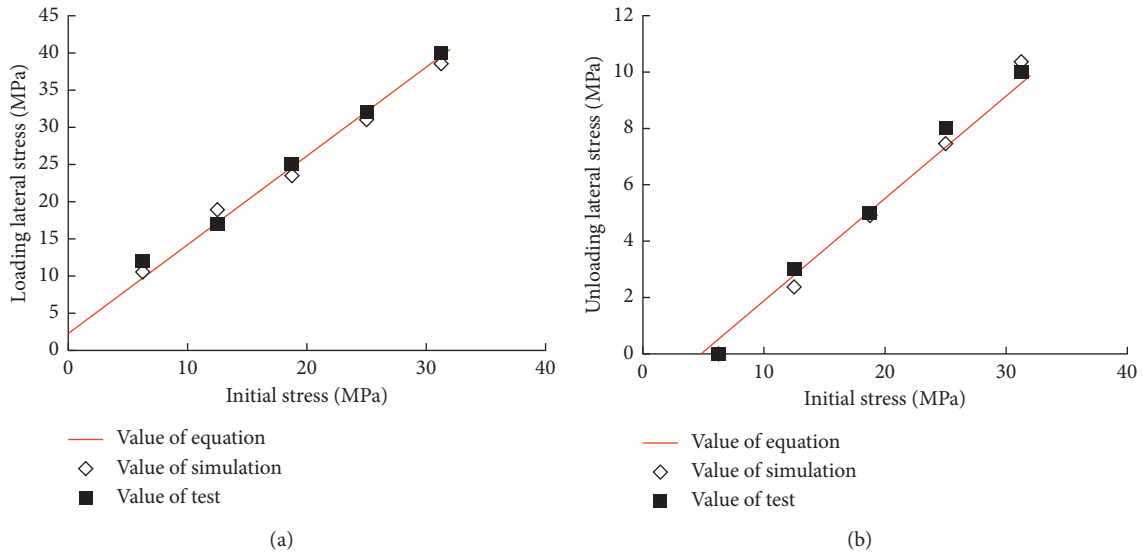 Loading lateral stress (MPa)
45
40
35
30
25
20
15
10
5
0
0 10 20 30 40
Initial stress (MPa)
Value of equation
Value of simulation
Value of test
(a)
Unloading lateral stress (MPa)
12
10
8
6
4
2
0
0 10 20 30 40
Initial stress (MPa)
Value of equation
Value of simulation
Value of test
(b)